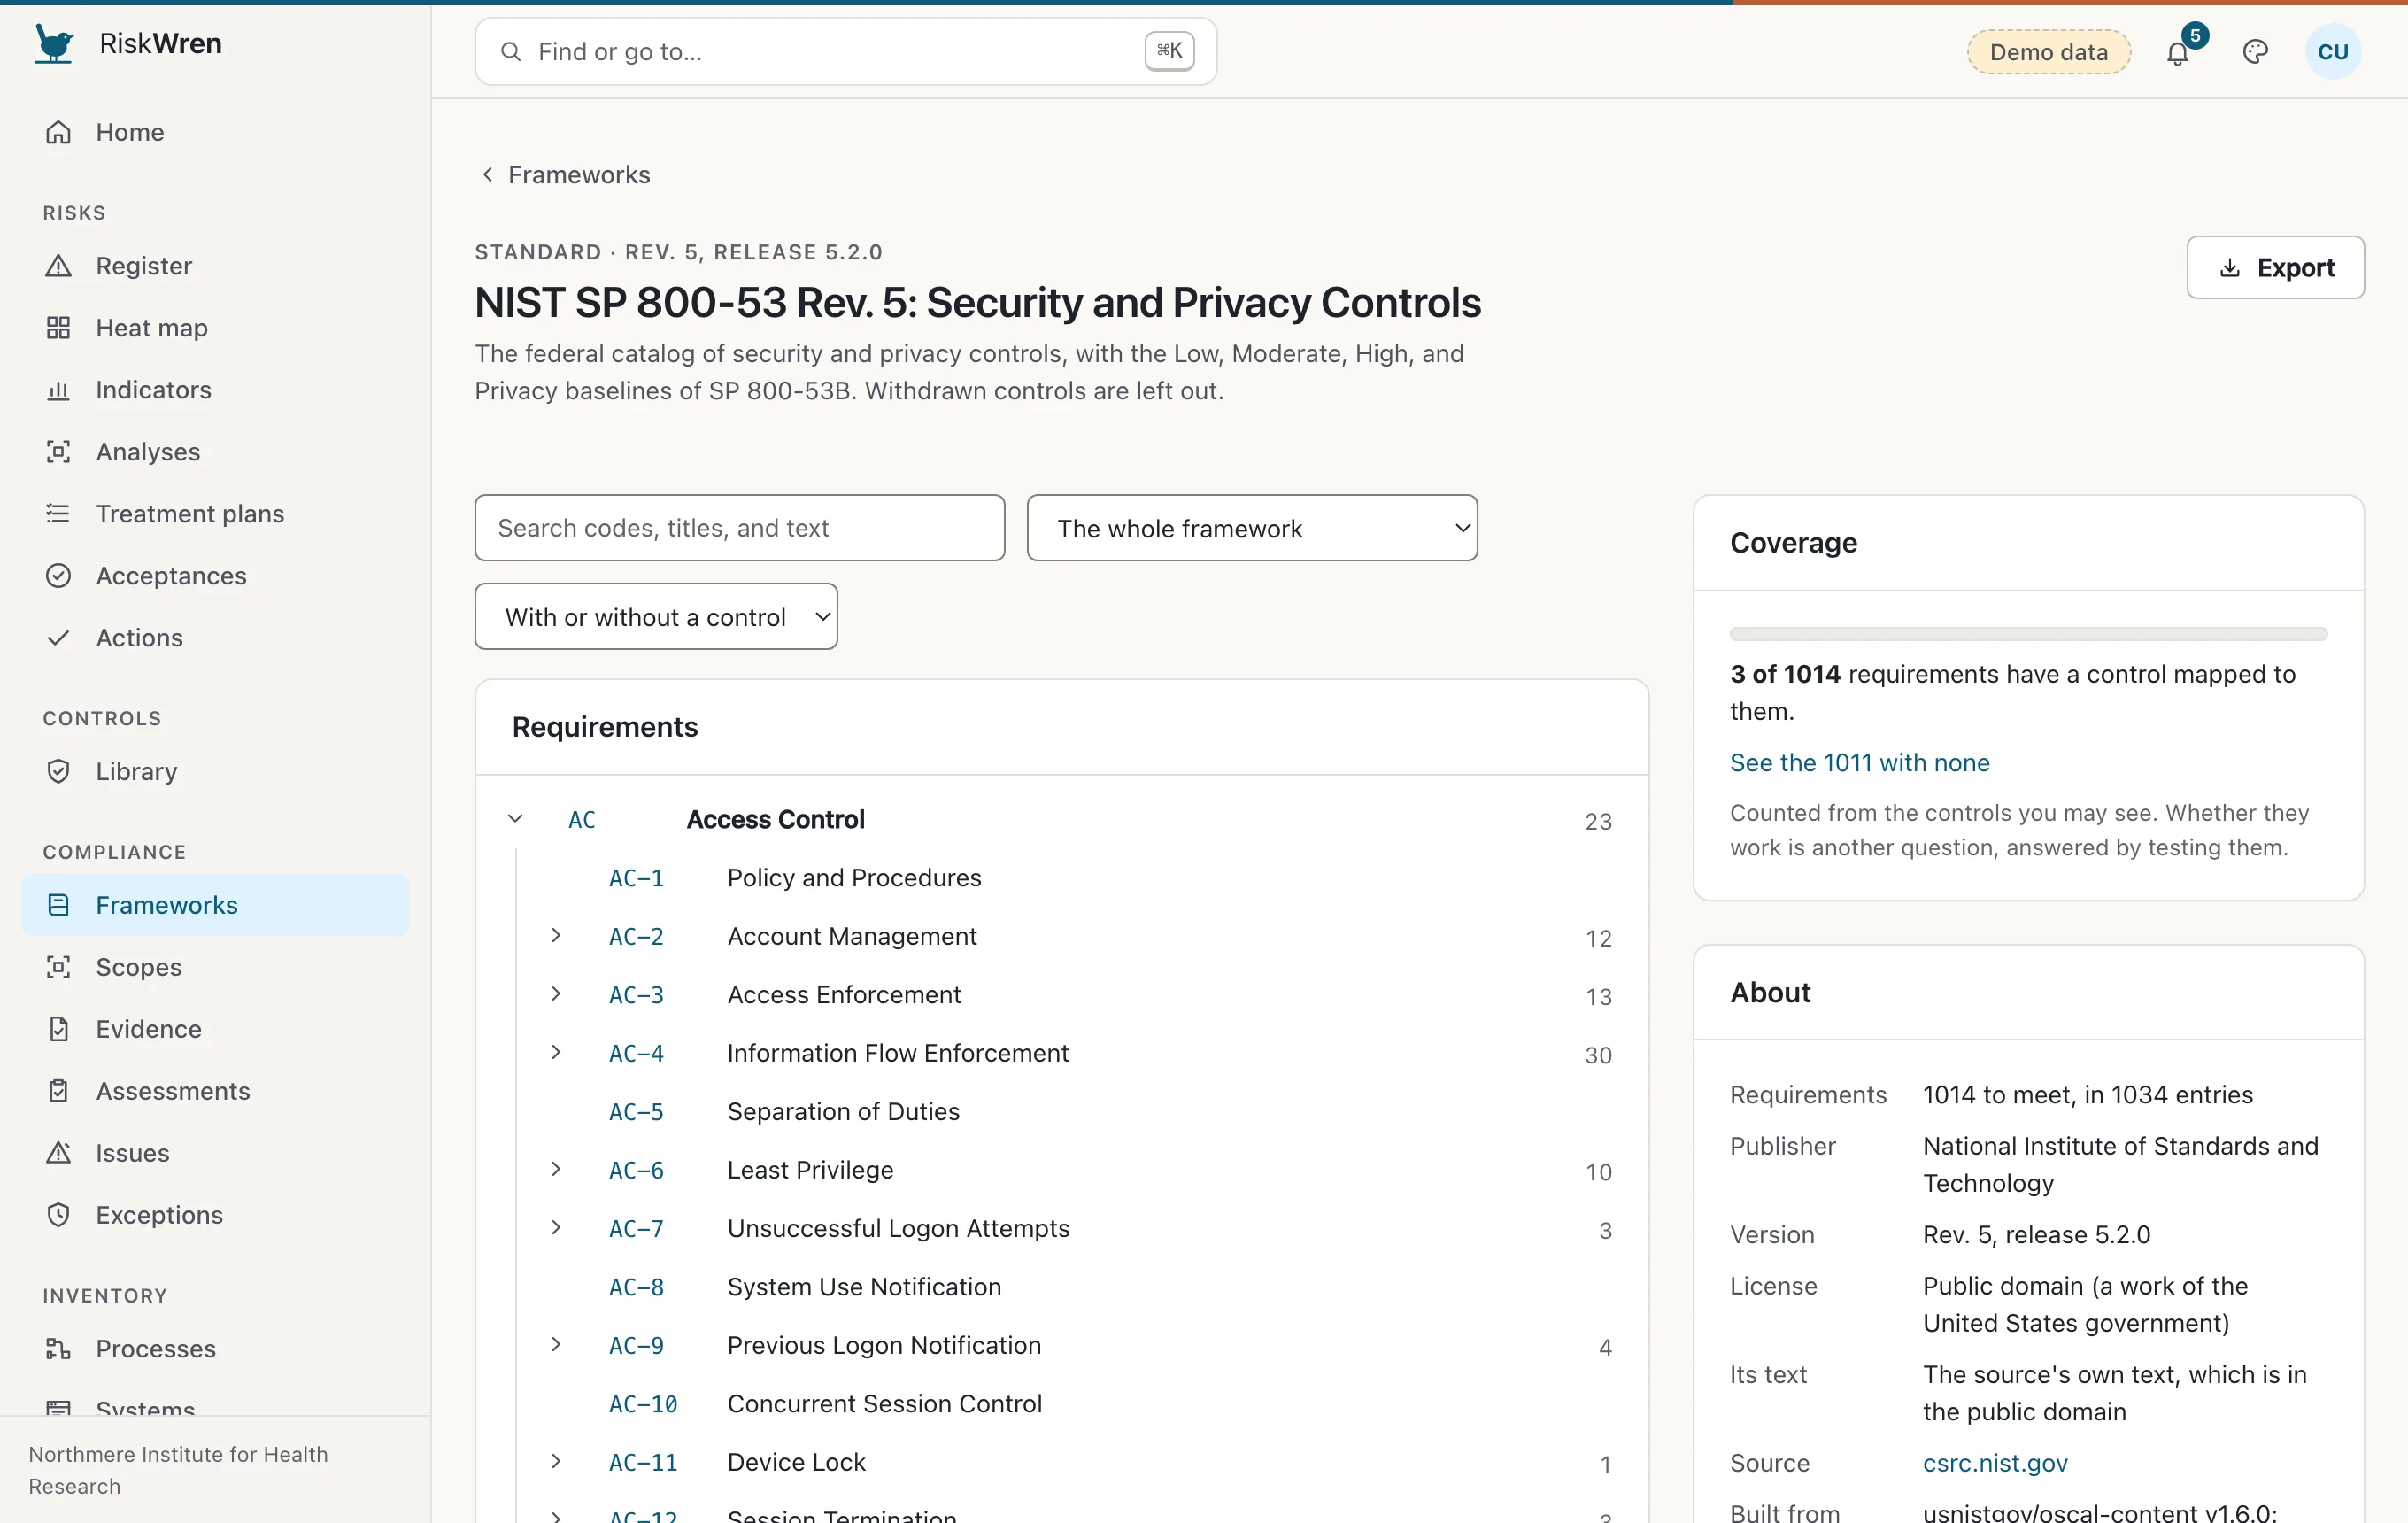 RiskWren
Find or go to...
⌘K
Demo data
5
CU
Home
RISKS
Register
Heat map
Indicators
Analyses
Treatment plans
Acceptances
Actions
CONTROLS
Library
COMPLIANCE
Frameworks
Scopes
Evidence
Assessments
Issues
Exceptions
INVENTORY
Processes
Systems
Northmere Institute for Health
Research
Frameworks
STANDARD · REV. 5, RELEASE 5.2.0
NIST SP 800-53 Rev. 5: Security and Privacy Controls
The federal catalog of security and privacy controls, with the Low, Moderate, High, and
Privacy baselines of SP 800-53B. Withdrawn controls are left out.
Export
Search codes, titles, and text
The whole framework
With or without a control
Requirements
AC Access Control 23
AC-1 Policy and Procedures
AC-2 Account Management 12
AC-3 Access Enforcement 13
AC-4 Information Flow Enforcement 30
AC-5 Separation of Duties
AC-6 Least Privilege 10
AC-7 Unsuccessful Logon Attempts 3
AC-8 System Use Notification
AC-9 Previous Logon Notification 4
AC-10 Concurrent Session Control
AC-11 Device Lock 1
AC-12 Session Termination 3
Coverage
3 of 1014 requirements have a control mapped to
them.
See the 1011 with none
Counted from the controls you may see. Whether they
work is another question, answered by testing them.
About
Requirements 1014 to meet, in 1034 entries
Publisher National Institute of Standards and
Technology
Version Rev. 5, release 5.2.0
License Public domain (a work of the
United States government)
Its text The source's own text, which is in
the public domain
Source csrc.nist.gov
Built from usnistgov/oscal-content v1.6.0: